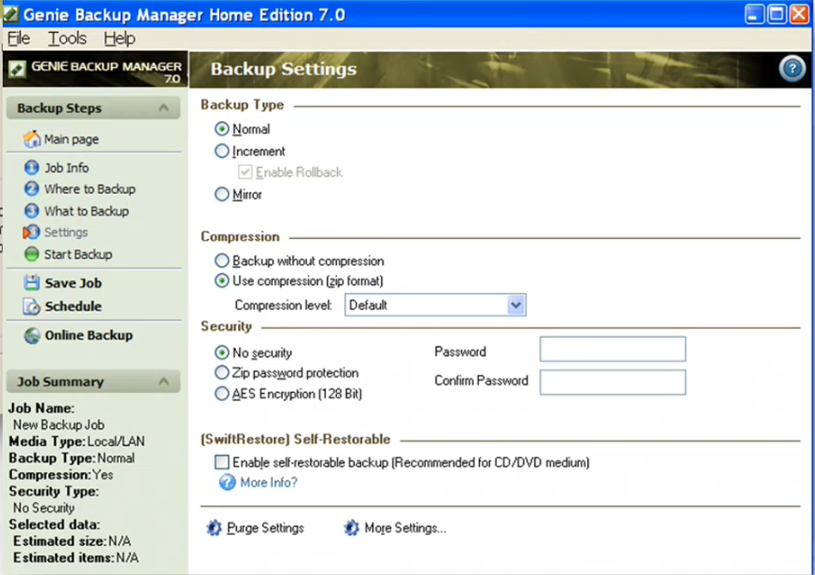 Genie Backup Manager Home Edition 7.0
File Tools Help
GENIE BACKUP MANAGER
7.0
Backup Settings
?
Backup Steps
Main page
1 Job Info
2 Where to Backup
3 What to Backup
Settings
Start Backup
Save Job
Schedule
Online Backup
Job Summary
Job Name:
New Backup Job
Media Type: Local/LAN
Backup Type: Normal
Compression: Yes
Security Type:
No Security
Selected data:
Estimated size: N/A
Estimated items: N/A
Backup Type
Normal
Increment
Enable Rollback
Mirror
Compression
Backup without compression
Use compression (zip format)
Compression level: Default
Security
No security
Password
Zip password protection
Confirm Password
AES Encryption (128 Bit)
(SwiftRestore) Self-Restorable
Enable self-restorable backup (Recommended for CD/DVD medium)
? More Info?
Purge Settings
More Settings...